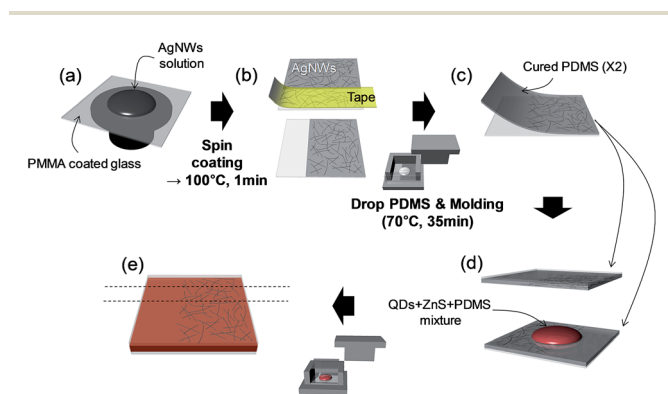 (a)
AgNWs
solution
PMMA coated glass
Spin
coating
→ 100°C, 1min
(b)
AgNWs
Tape
Drop PDMS & Molding
(70°C, 35min)
(c)
Cured PDMS (X2)
(d)
QDs+ZnS+PDMS
mixture
(e)